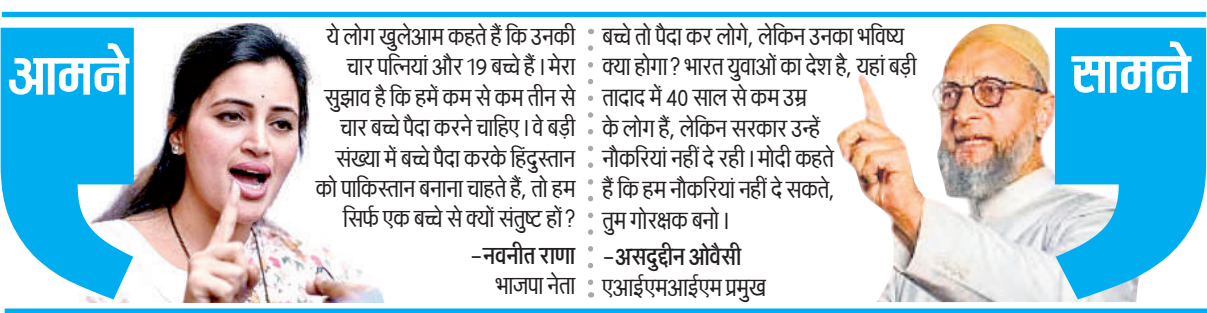 आमने
ये लोग खुलेआम कहते हैं कि उनकी
चार पत्नियां और 19 बच्चे हैं। मेरा
सुझाव है कि हमें कम से कम तीन से
चार बच्चे पैदा करने चाहिए। वे बड़ी
संख्या में बच्चे पैदा करके हिंदुस्तान
को पाकिस्तान बनाना चाहते हैं, तो हम
सिर्फ एक बच्चे से क्यों संतुष्ट हों?
-नवनीत राणा
भाजपा नेता
बच्चे तो पैदा कर लोगे, लेकिन उनका भविष्य
क्या होगा? भारत युवाओं का देश है, यहां बड़ी
तादाद में 40 साल से कम उम्र
के लोग हैं, लेकिन सरकार उन्हें
नौकरियां नहीं दे रही। मोदी कहते
हैं कि हम नौकरियां नहीं दे सकते,
तुम गोरक्षक बनो।
-असदुद्दीन ओवैसी
एआईएमआईएम प्रमुख
सामने